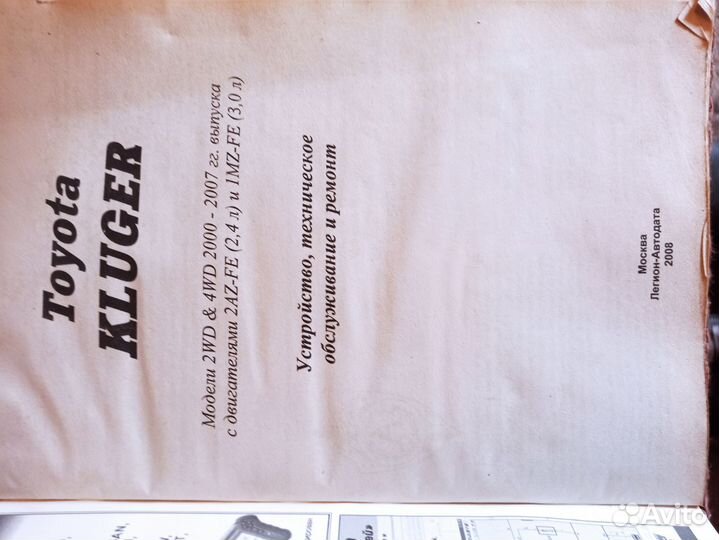 Toyota
KLUGER
Модели 2WD & 4WD 2000 - 2007 гг. выпуска
с двигателями 2AZ-FE (2,4 л) и 1MZ-FE (3,0 л)
Устройство, техническое
обслуживание и ремонт
Москва
Легион-Автодата
2008
Avito